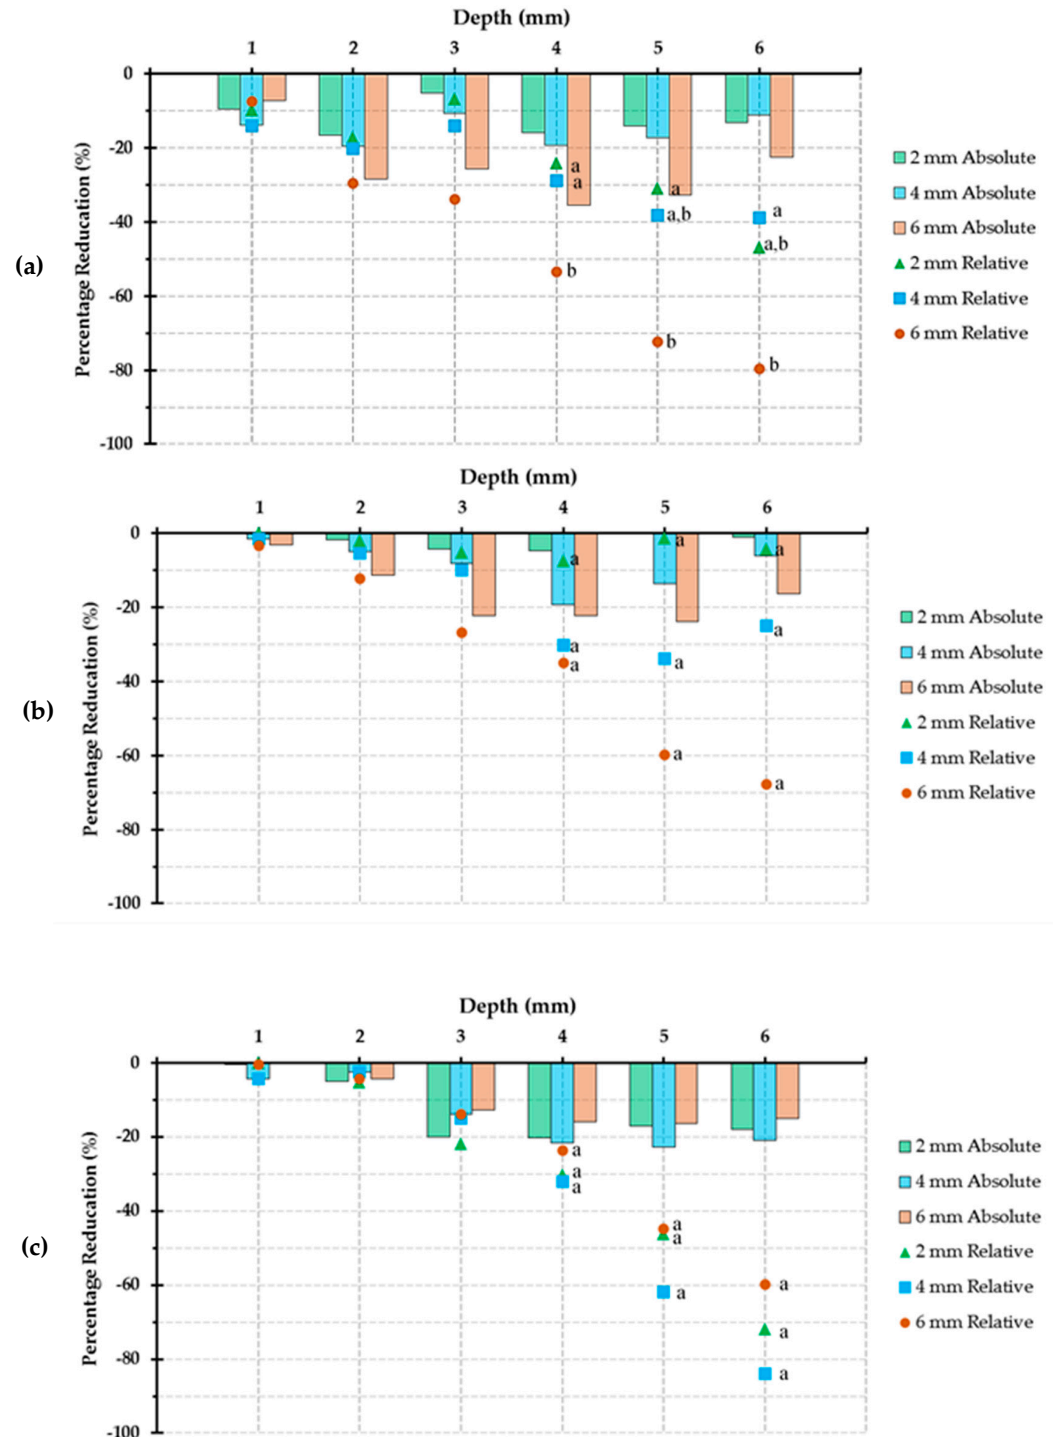 Depth (mm)
1 2 3 4 5 6
0
-20
-40
-60
-80
-100
Percentage Reducation (%)
(a)
a
a
a
a,b
a
a,b
b
b
b
2 mm Absolute
4 mm Absolute
6 mm Absolute
2 mm Relative
4 mm Relative
6 mm Relative
Depth (mm)
1 2 3 4 5 6
0
-20
-40
-60
-80
-100
Percentage Reducation (%)
(b)
a
a
a
a
a
a
a
a
a
2 mm Absolute
4 mm Absolute
6 mm Absolute
2 mm Relative
4 mm Relative
6 mm Relative
Depth (mm)
1 2 3 4 5 6
0
-20
-40
-60
-80
-100
Percentage Reducation (%)
(c)
a
a
a
a
a
a
a
a
a
2 mm Absolute
4 mm Absolute
6 mm Absolute
2 mm Relative
4 mm Relative
6 mm Relative